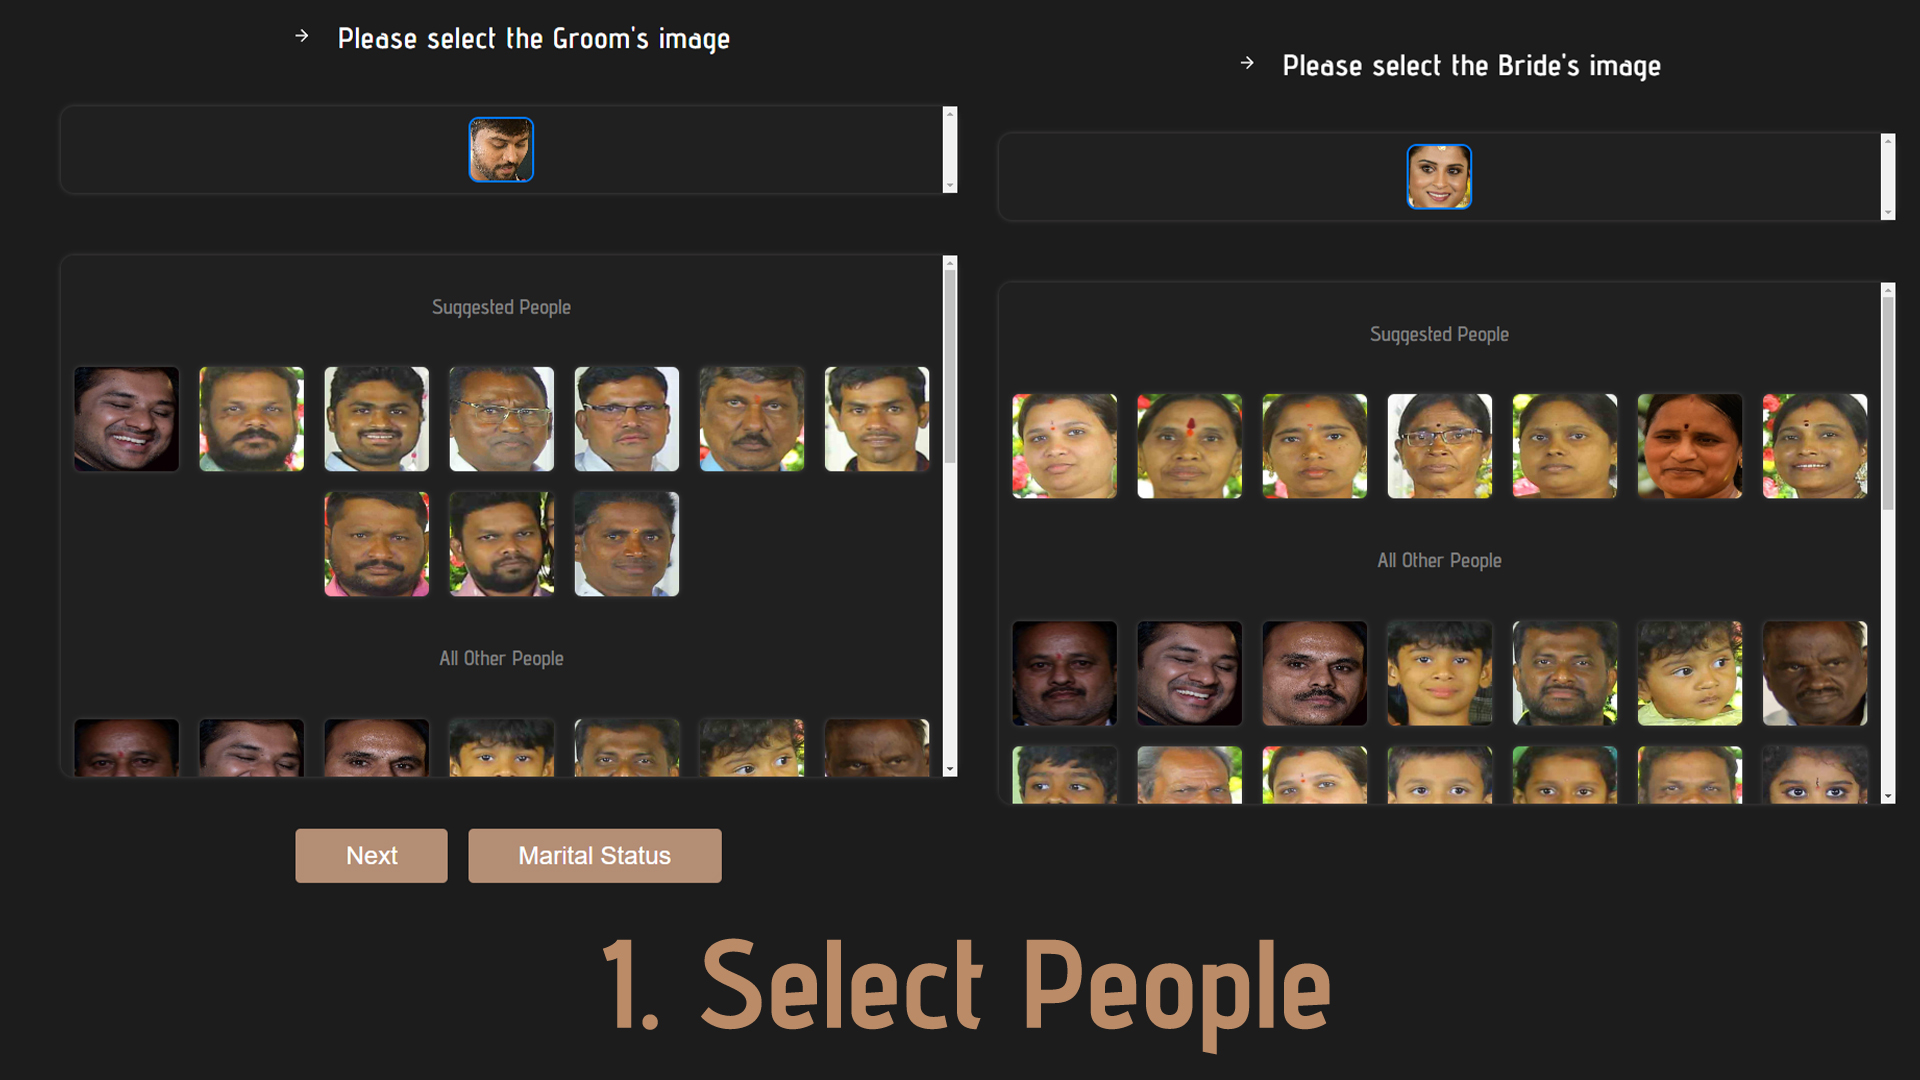 Please select the Groom's image
Suggested People
All Other People
Next
Marital Status
Please select the Bride's image
Suggested People
All Other People
1. Select People